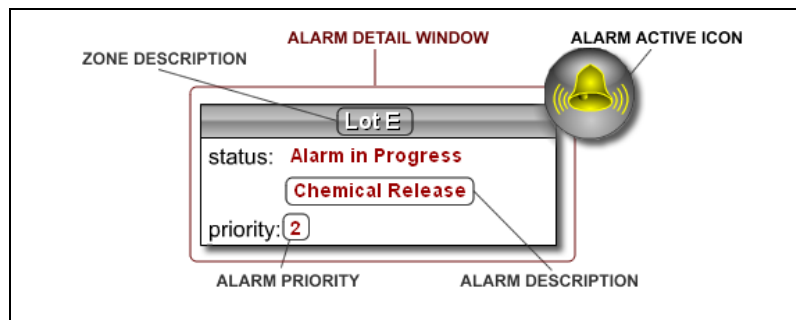 ALARM DETAIL WINDOW
ALARM ACTIVE ICON
ZONE DESCRIPTION
Lot E
status: Alarm in Progress
Chemical Release
priority: 2
ALARM PRIORITY
ALARM DESCRIPTION